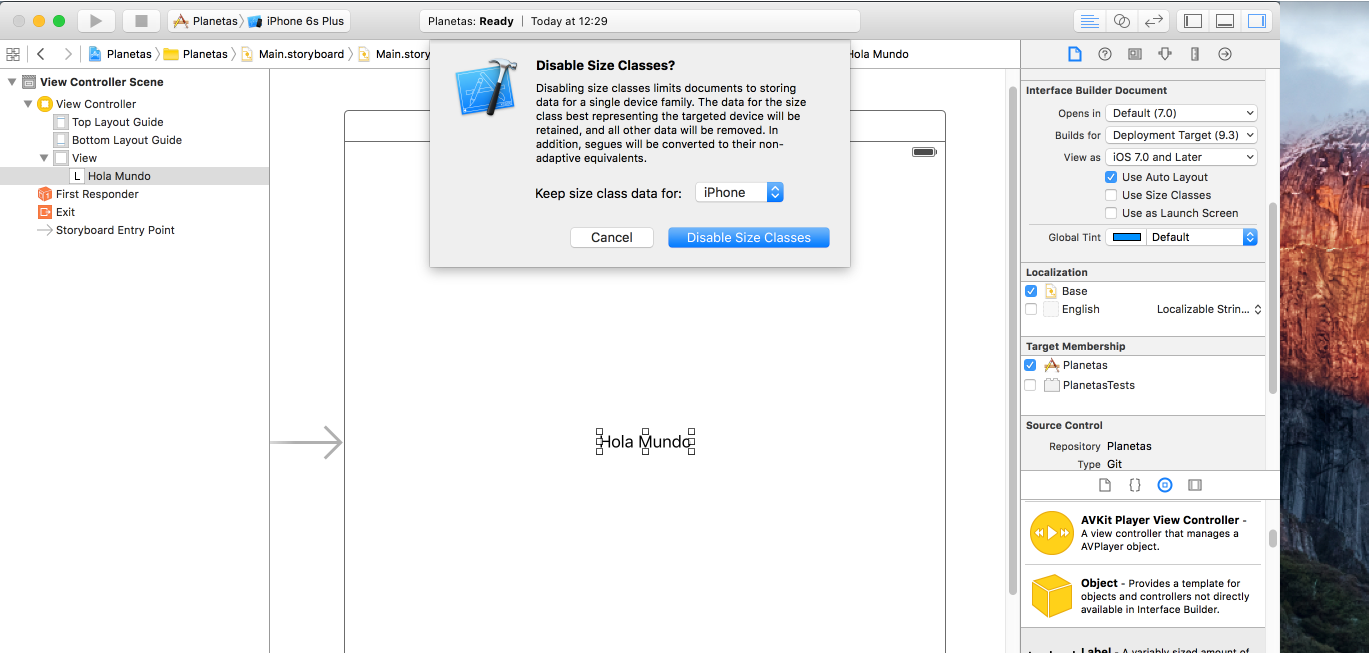 Planetas iPhone 6s Plus
Planetas: Ready | Today at 12:29
Planetas Planetas Main.storyboard Main.story
Hola Mundo
View Controller Scene
View Controller
Top Layout Guide
Bottom Layout Guide
View
L Hola Mundo
First Responder
Exit
Storyboard Entry Point
Disable Size Classes?
Disabling size classes limits documents to storing
data for a single device family. The data for the size
class best representing the targeted device will be
retained, and all other data will be removed. In
addition, segues will be converted to their non-
adaptive equivalents.
Keep size class data for: iPhone
Cancel Disable Size Classes
Hola Mundo
Interface Builder Document
Opens in Default (7.0)
Builds for Deployment Target (9.3)
View as iOS 7.0 and Later
Use Auto Layout
Use Size Classes
Use as Launch Screen
Global Tint Default
Localization
Base
English Localizable Strin...
Target Membership
Planetas
PlanetasTests
Source Control
Repository Planetas
Type Git
AVKit Player View Controller -
A view controller that manages a
AVPlayer object.
Object - Provides a template for
objects and controllers not directly
available in Interface Builder.
Label - A variably sized amount of